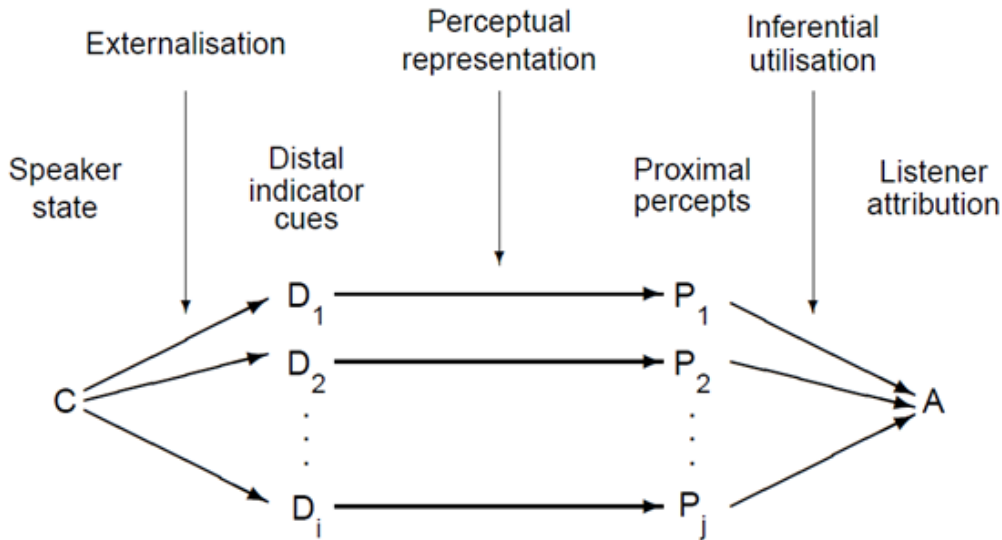 Externalisation
Perceptual
representation
Inferential
utilisation
Speaker
state
Distal
indicator
cues
Proximal
percepts
Listener
attribution
D1
P1
D2
P2
C
A
Di
Pj